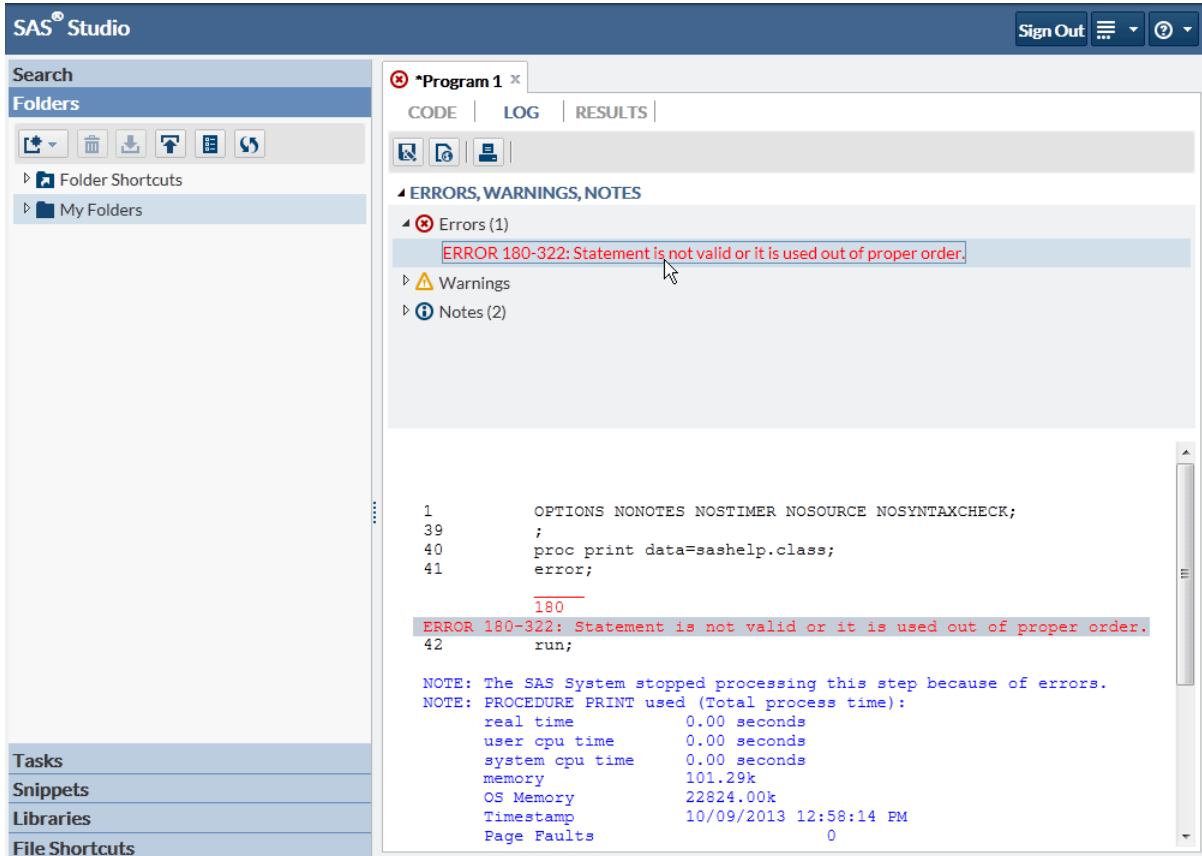 SAS® Studio
Sign Out
Search
Folders
Folder Shortcuts
My Folders
Tasks
Snippets
Libraries
File Shortcuts
*Program 1 ×
CODE LOG RESULTS
ERRORS, WARNINGS, NOTES
Errors (1)
ERROR 180-322: Statement is not valid or it is used out of proper order.
Warnings
Notes (2)
1 OPTIONS NONOTES NOSTIMER NOSOURCE NOSYNTAXCHECK;
39 ;
40 proc print data=sashelp.class;
41 error;
_____
180
ERROR 180-322: Statement is not valid or it is used out of proper order.
42 run;
NOTE: The SAS System stopped processing this step because of errors.
NOTE: PROCEDURE PRINT used (Total process time):
real time 0.00 seconds
user cpu time 0.00 seconds
system cpu time 0.00 seconds
memory 101.29k
OS Memory 22824.00k
Timestamp 10/09/2013 12:58:14 PM
Page Faults 0